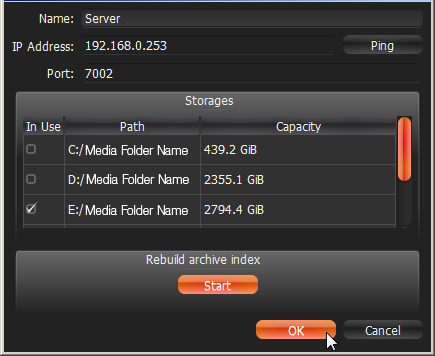 Name: Server
IP Address: 192.168.0.253 Ping
Port: 7002
Storages
In Use Path Capacity
C:/Media Folder Name 439.2 GiB
D:/Media Folder Name 2355.1 GiB
E:/Media Folder Name 2794.4 GiB
Rebuild archive index
Start
OK Cancel